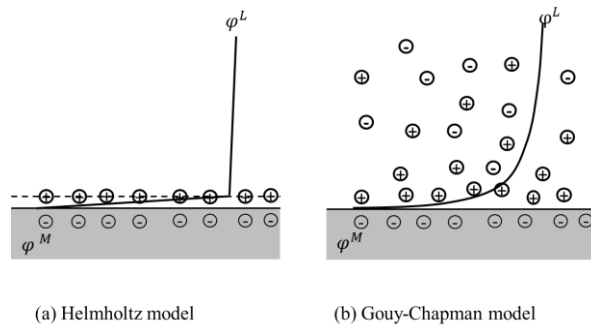 φ^L
φ^L
φ^M
φ^M
(a) Helmholtz model
(b) Gouy-Chapman model